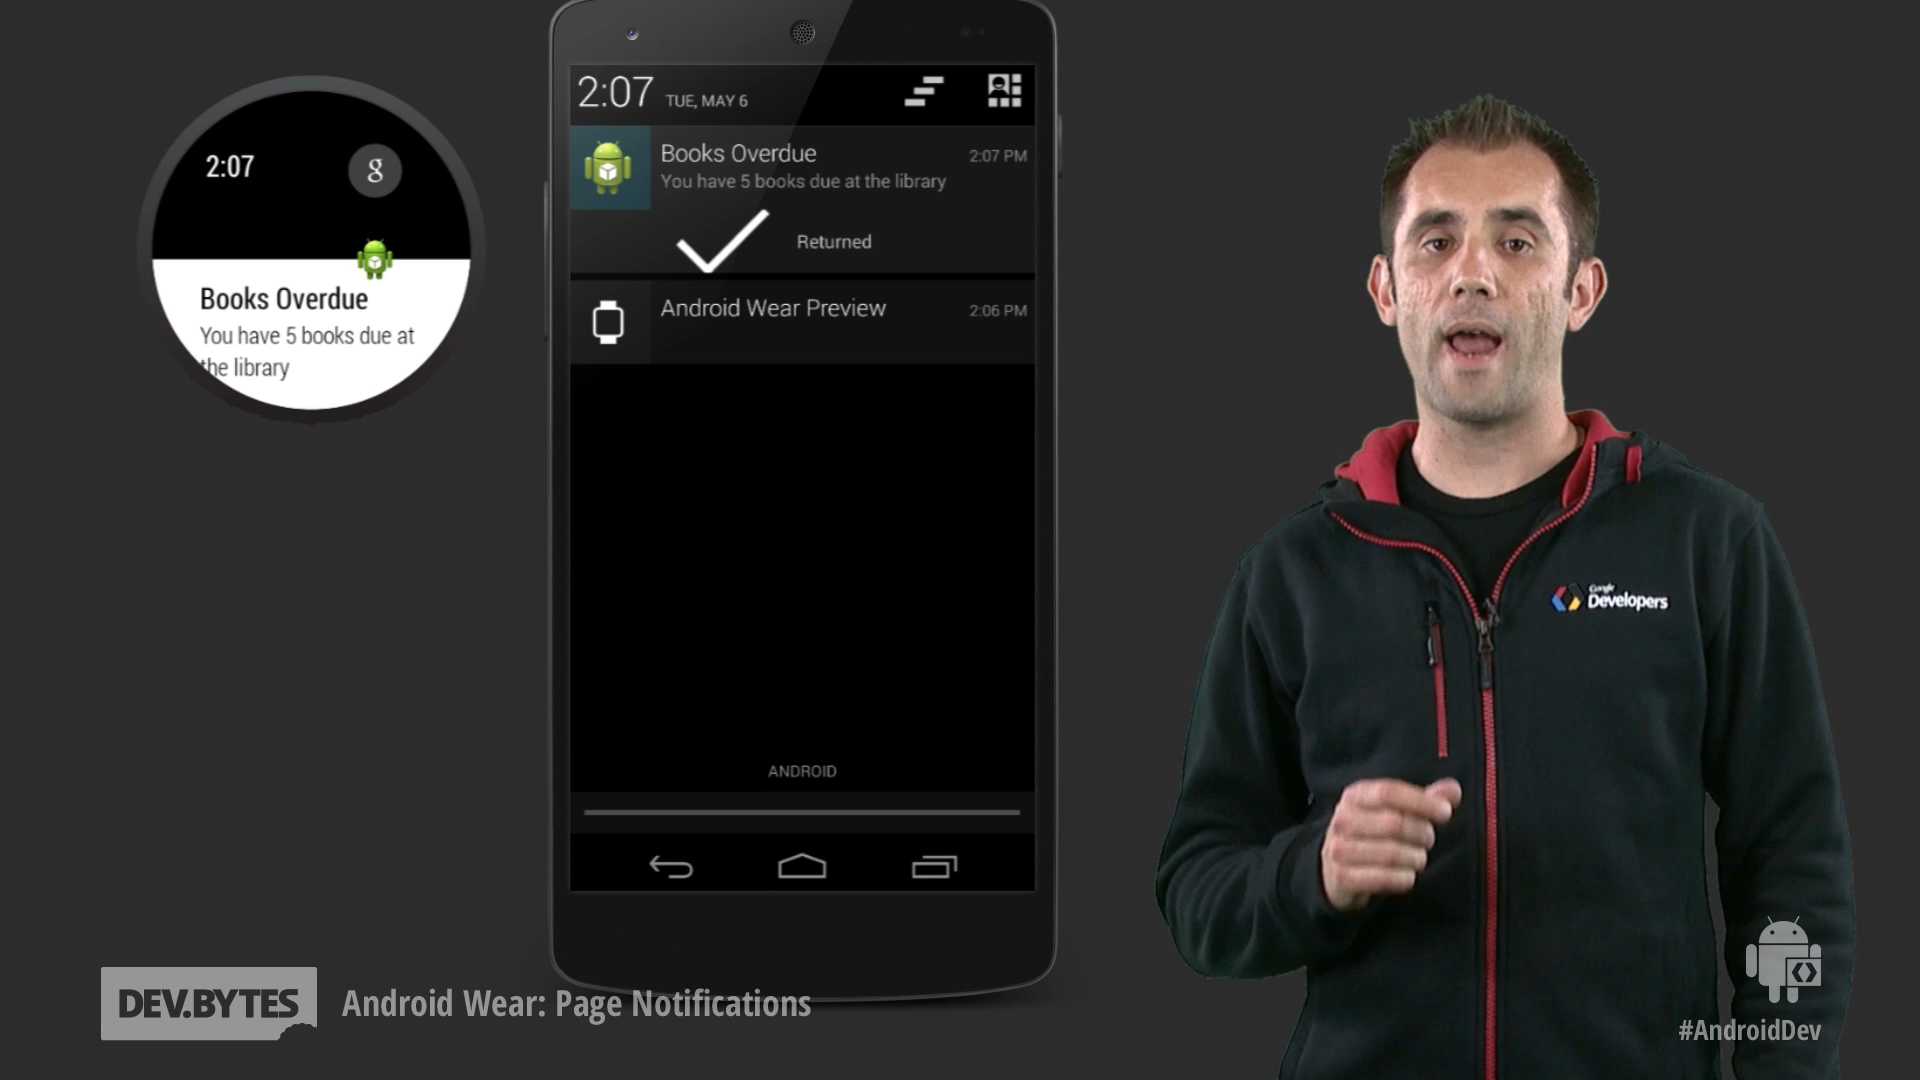 2:07
g
Books Overdue
You have 5 books due at
the library
2:07 TUE, MAY 6
Books Overdue 2:07 PM
You have 5 books due at the library
Returned
Android Wear Preview 2:06 PM
ANDROID
Google
Developers
DEV.BYTES Android Wear: Page Notifications
#AndroidDev